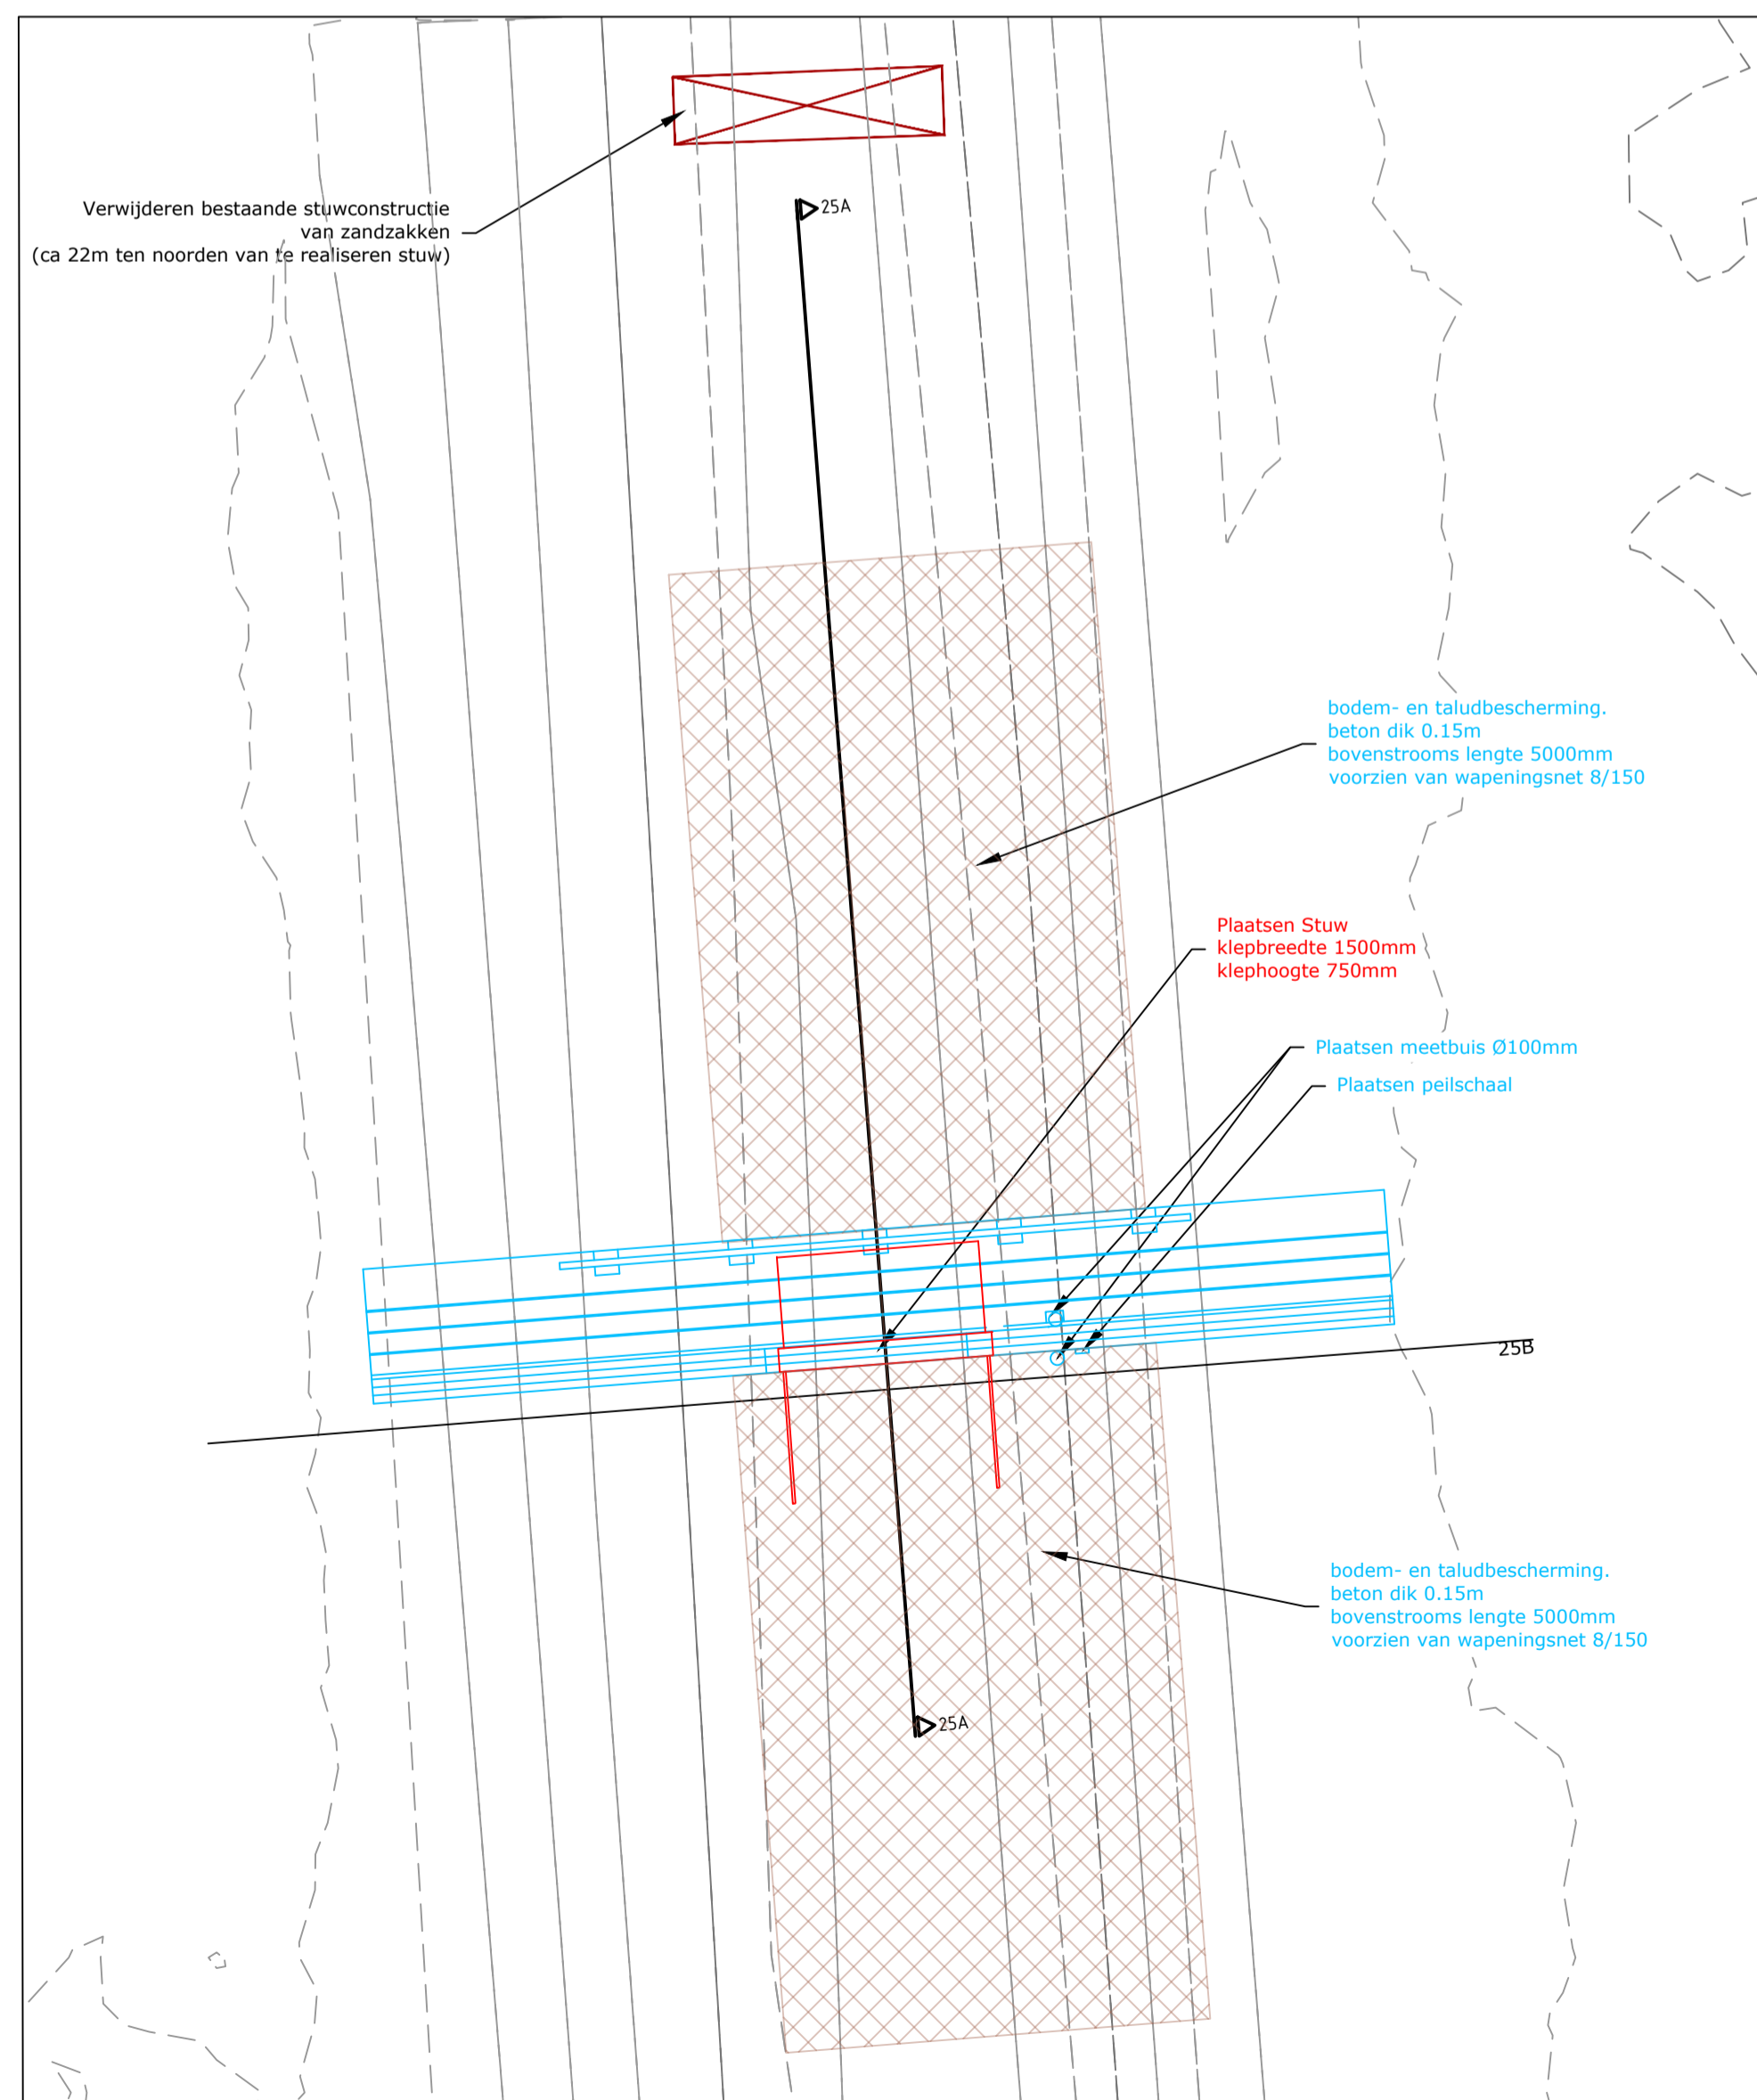 25A
Verwijderen bestaande stuwconstructie
van zandzakken
(ca 22m ten noorden van te realiseren stuw)
bodem- en taludbescherming.
beton dik 0.15m
bovenstrooms lengte 5000mm
voorzien van wapeningsnet 8/150
Plaatsen Stuw
klepbreedte 1500mm
klephoogte 750mm
Plaatsen meetbuis Ø100mm
Plaatsen peilschaal
25B
bodem- en taludbescherming.
beton dik 0.15m
bovenstrooms lengte 5000mm
voorzien van wapeningsnet 8/150
25A